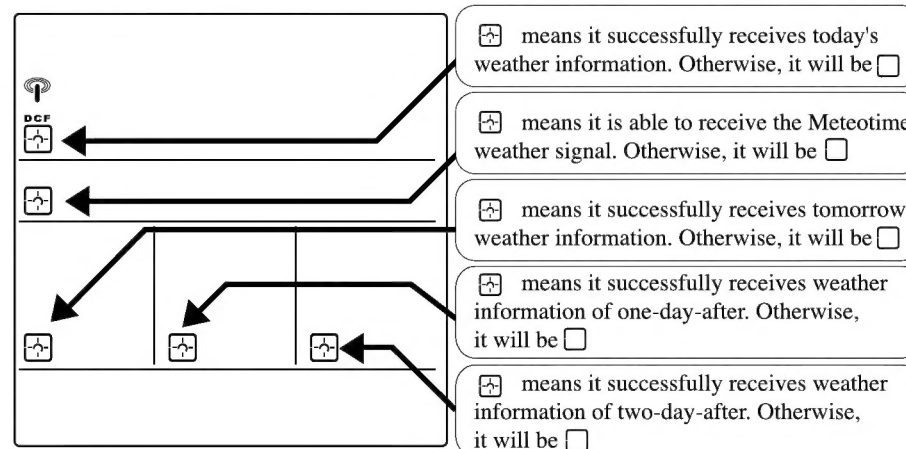 DCF
means it successfully receives today's
weather information. Otherwise, it will be
means it is able to receive the Meteotime
weather signal. Otherwise, it will be
means it successfully receives tomorrow
weather information. Otherwise, it will be
means it successfully receives weather
information of one-day-after. Otherwise,
it will be
means it successfully receives weather
information of two-day-after. Otherwise,
it will be